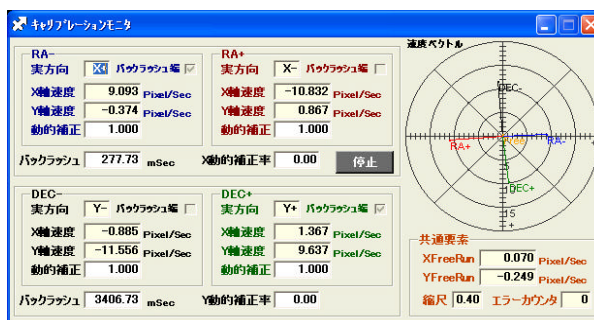 キャリブレーションモニタ
RA-
実方向 X+ バックラッシュ端
X軸速度 9.093 Pixel/Sec
Y軸速度 -0.374 Pixel/Sec
動的補正 1.000
RA+
実方向 X- バックラッシュ端
X軸速度 -10.832 Pixel/Sec
Y軸速度 0.867 Pixel/Sec
動的補正 1.000
バックラッシュ 277.73 mSec X動的補正率 0.00 停止
DEC-
実方向 Y- バックラッシュ端
X軸速度 -0.885 Pixel/Sec
Y軸速度 -11.556 Pixel/Sec
動的補正 1.000
DEC+
実方向 Y+ バックラッシュ端
X軸速度 1.367 Pixel/Sec
Y軸速度 9.637 Pixel/Sec
動的補正 1.000
バックラッシュ 3406.73 mSec Y動的補正率 0.00
速度ベクトル
DEC-
RA+ Free RA-
5
DEC+
15
+
共通要素
XFreeRun 0.070 Pixel/Sec
YFreeRun -0.249 Pixel/Sec
縮尺 0.40 エラーカウンタ 0